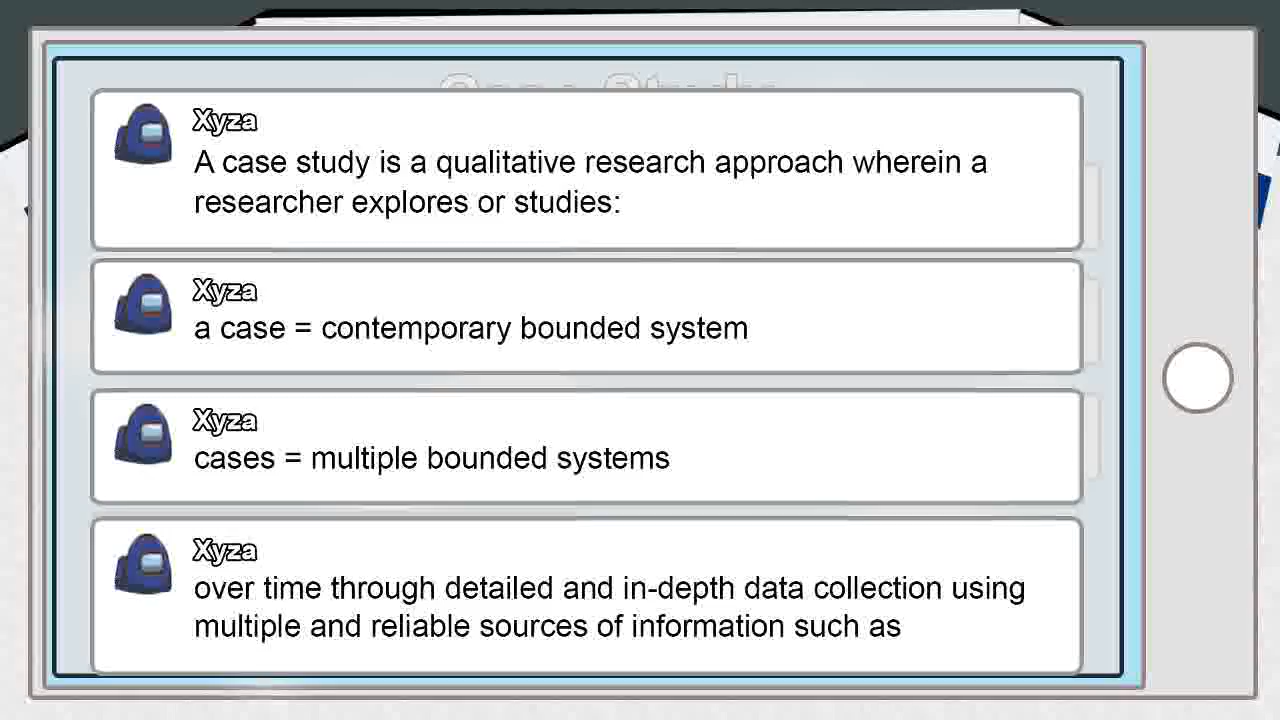 Case Study
Xyza
A case study is a qualitative research approach wherein a
researcher explores or studies:
Xyza
a case = contemporary bounded system
Xyza
cases = multiple bounded systems
Xyza
over time through detailed and in-depth data collection using
multiple and reliable sources of information such as